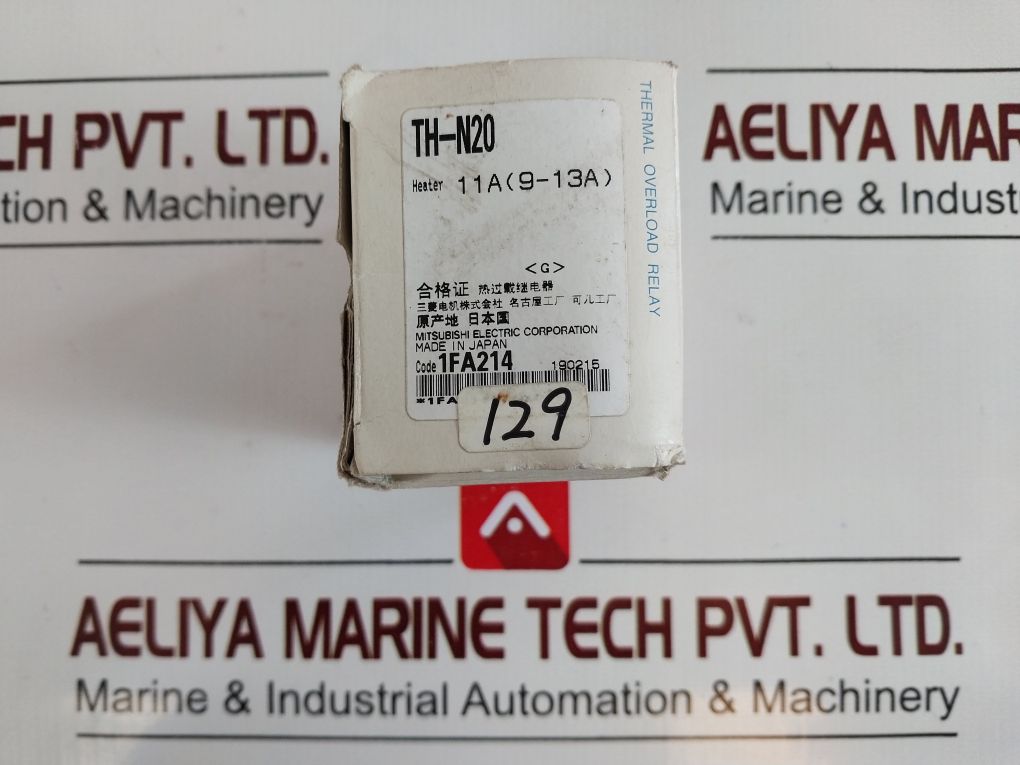 CH PVT. LTD.
tion & Machinery
AELIYA MAR
Marine & Indust
TH-N20
Heater 11A(9-13A)
THERMAL OVERLOAD RELAY
<G>
合格证 热过载继电器
三菱电机株式会社 名古屋工厂 可儿工厂
原产地 日本国
MITSUBISHI ELECTRIC CORPORATION
MADE IN JAPAN
Code 1FA214 190215
*1FA
129
AELIYA MARINE TECH PVT. LTD.
Marine & Industrial Automation & Machinery